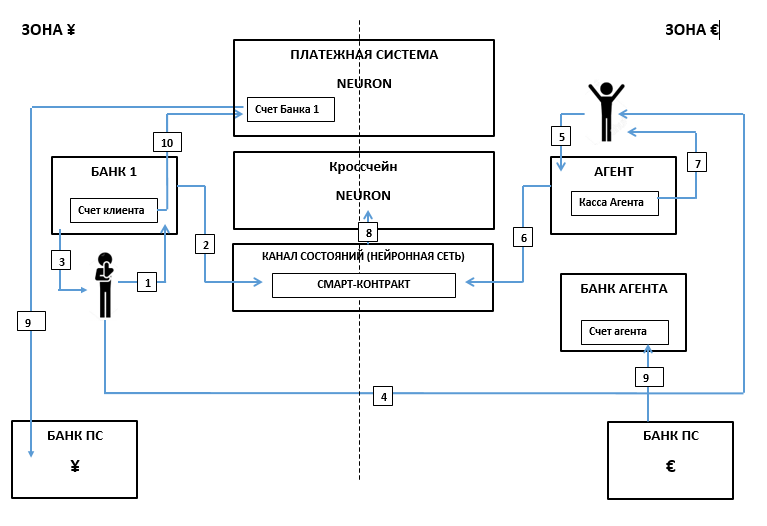 ЗОНА ¥
ЗОНА €
ПЛАТЕЖНАЯ СИСТЕМА
NEURON
Счет Банка 1
10
5
БАНК 1
Счет клиента
Кроссчейн
NEURON
АГЕНТ
Касса Агента
7
8
2
6
3
1
КАНАЛ СОСТОЯНИЙ (НЕЙРОННАЯ СЕТЬ)
СМАРТ-КОНТРАКТ
БАНК АГЕНТА
Счет агента
9
9
4
БАНК ПС
¥
БАНК ПС
€